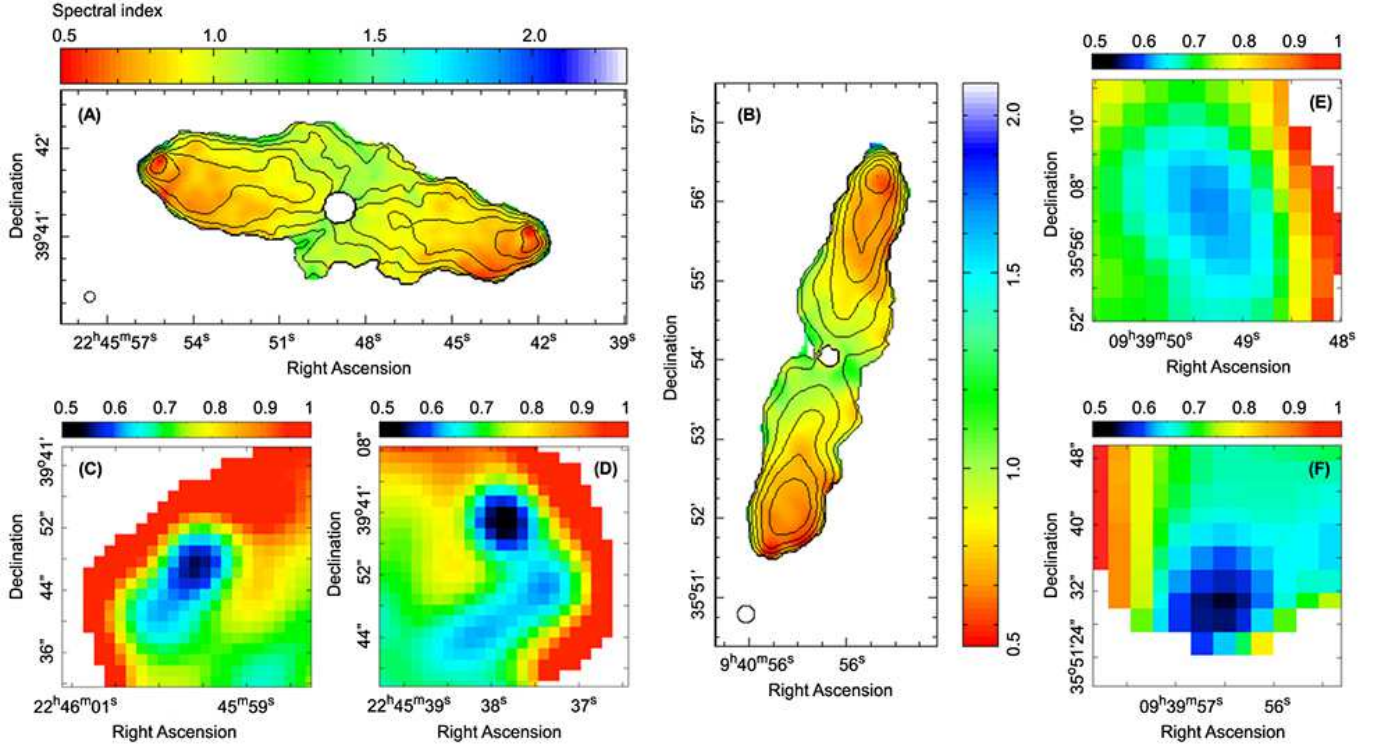 Spectral index
0.5 1.0 1.5 2.0
(A)
Declination
42'
39°41'
22ʰ45ᵐ57ˢ 54ˢ 51ˢ 48ˢ 45ˢ 42ˢ 39ˢ
Right Ascension
(B)
Declination
57'
56'
55'
54'
53'
52'
35°51'
9ʰ40ᵐ56ˢ 56ˢ
Right Ascension
2.0
1.5
1.0
0.5
0.5 0.6 0.7 0.8 0.9 1
(E)
Declination
10"
08"
35°56'
52"
09ʰ39ᵐ50ˢ 49ˢ 48ˢ
Right Ascension
0.5 0.6 0.7 0.8 0.9 1
(C)
Declination
39°41'
52"
44"
36"
22ʰ46ᵐ01ˢ 45ˢ59ˢ
Right Ascension
0.5 0.6 0.7 0.8 0.9 1
(D)
Declination
08"
39°41'
52"
44"
22ʰ45ᵐ39ˢ 38ˢ 37ˢ
Right Ascension
0.5 0.6 0.7 0.8 0.9 1
(F)
Declination
48"
40"
32"
35°51'24"
09ʰ39ᵐ57ˢ 56ˢ
Right Ascension